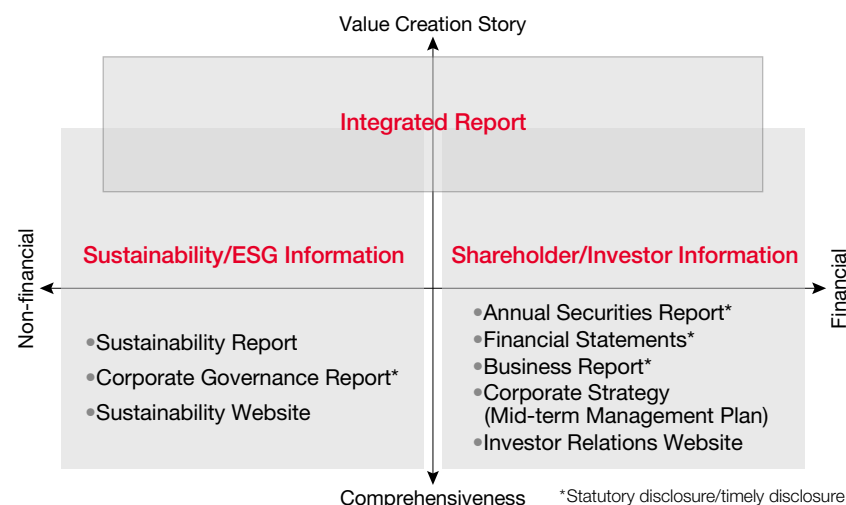 Value Creation Story
Integrated Report
Sustainability/ESG Information
Shareholder/Investor Information
Non-financial
Financial
•Sustainability Report
•Corporate Governance Report*
•Sustainability Website
•Annual Securities Report*
•Financial Statements*
•Business Report*
•Corporate Strategy
(Mid-term Management Plan)
•Investor Relations Website
Comprehensiveness
*Statutory disclosure/timely disclosure